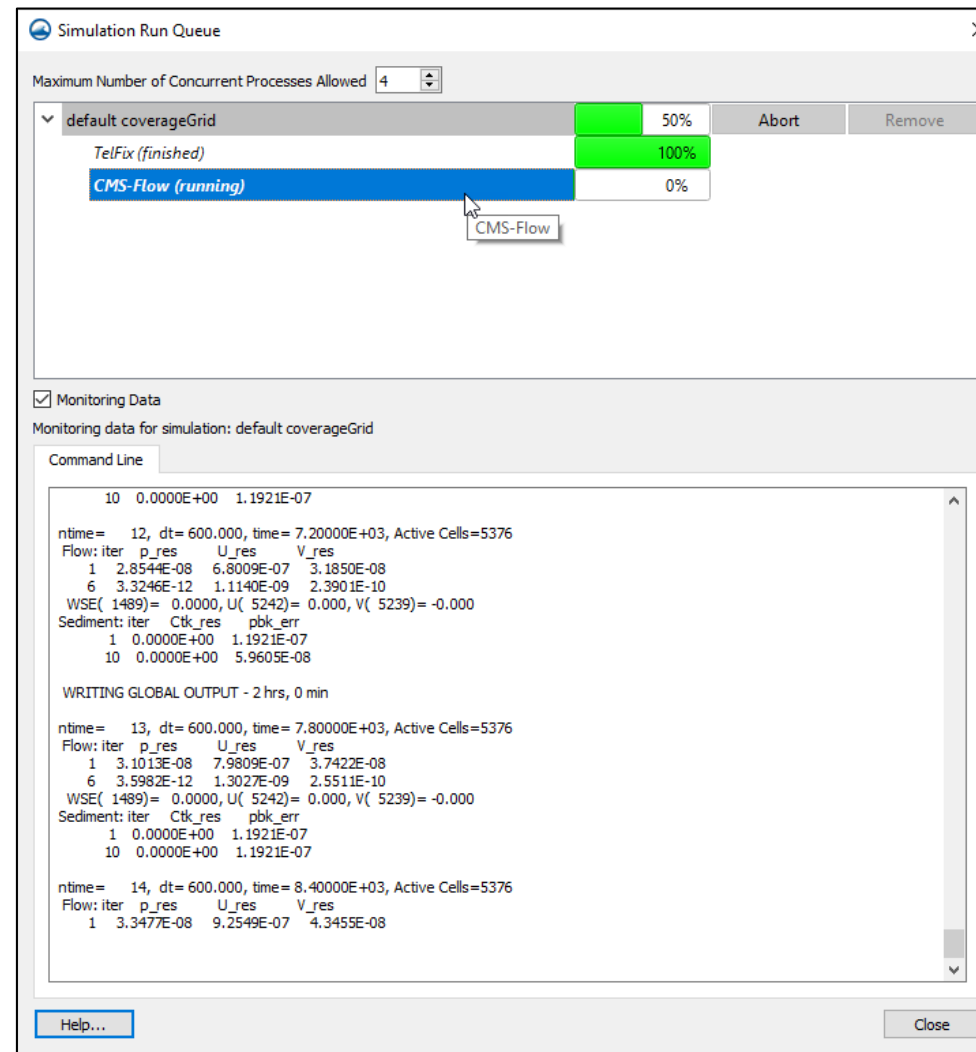 Simulation Run Queue
Maximum Number of Concurrent Processes Allowed 4
default coverageGrid 50% Abort Remove
TelFix (finished) 100%
CMS-Flow (running) 0%
CMS-Flow
Monitoring Data
Monitoring data for simulation: default coverageGrid
Command Line
10 0.0000E+00 1.1921E-07
ntime= 12, dt= 600.000, time= 7.20000E+03, Active Cells=5376
Flow: iter p_res U_res V_res
1 2.8544E-08 6.8009E-07 3.1850E-08
6 3.3246E-12 1.1140E-09 2.3901E-10
WSE( 1489)= 0.0000, U( 5242)= 0.000, V( 5239)= -0.000
Sediment: iter Ctk_res pbk_err
1 0.0000E+00 1.1921E-07
10 0.0000E+00 5.9605E-08
WRITING GLOBAL OUTPUT - 2 hrs, 0 min
ntime= 13, dt= 600.000, time= 7.80000E+03, Active Cells=5376
Flow: iter p_res U_res V_res
1 3.1013E-08 7.9809E-07 3.7422E-08
6 3.5982E-12 1.3027E-09 2.5511E-10
WSE( 1489)= 0.0000, U( 5242)= 0.000, V( 5239)= -0.000
Sediment: iter Ctk_res pbk_err
1 0.0000E+00 1.1921E-07
10 0.0000E+00 1.1921E-07
ntime= 14, dt= 600.000, time= 8.40000E+03, Active Cells=5376
Flow: iter p_res U_res V_res
1 3.3477E-08 9.2549E-07 4.3455E-08
Help... Close